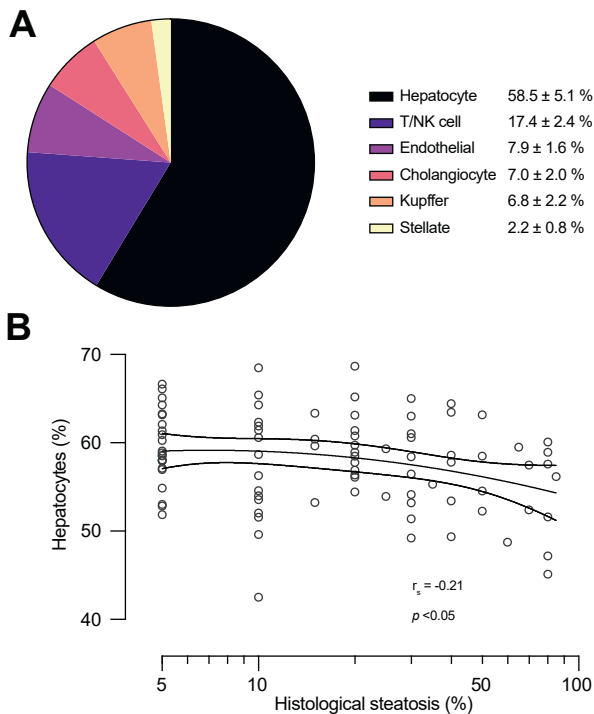 A
Hepatocyte 58.5 ± 5.1 %
T/NK cell 17.4 ± 2.4 %
Endothelial 7.9 ± 1.6 %
Cholangiocyte 7.0 ± 2.0 %
Kupffer 6.8 ± 2.2 %
Stellate 2.2 ± 0.8 %
B
70
60
50
40
Hepatocytes (%)
rs = -0.21
p <0.05
5 10 50 100
Histological steatosis (%)